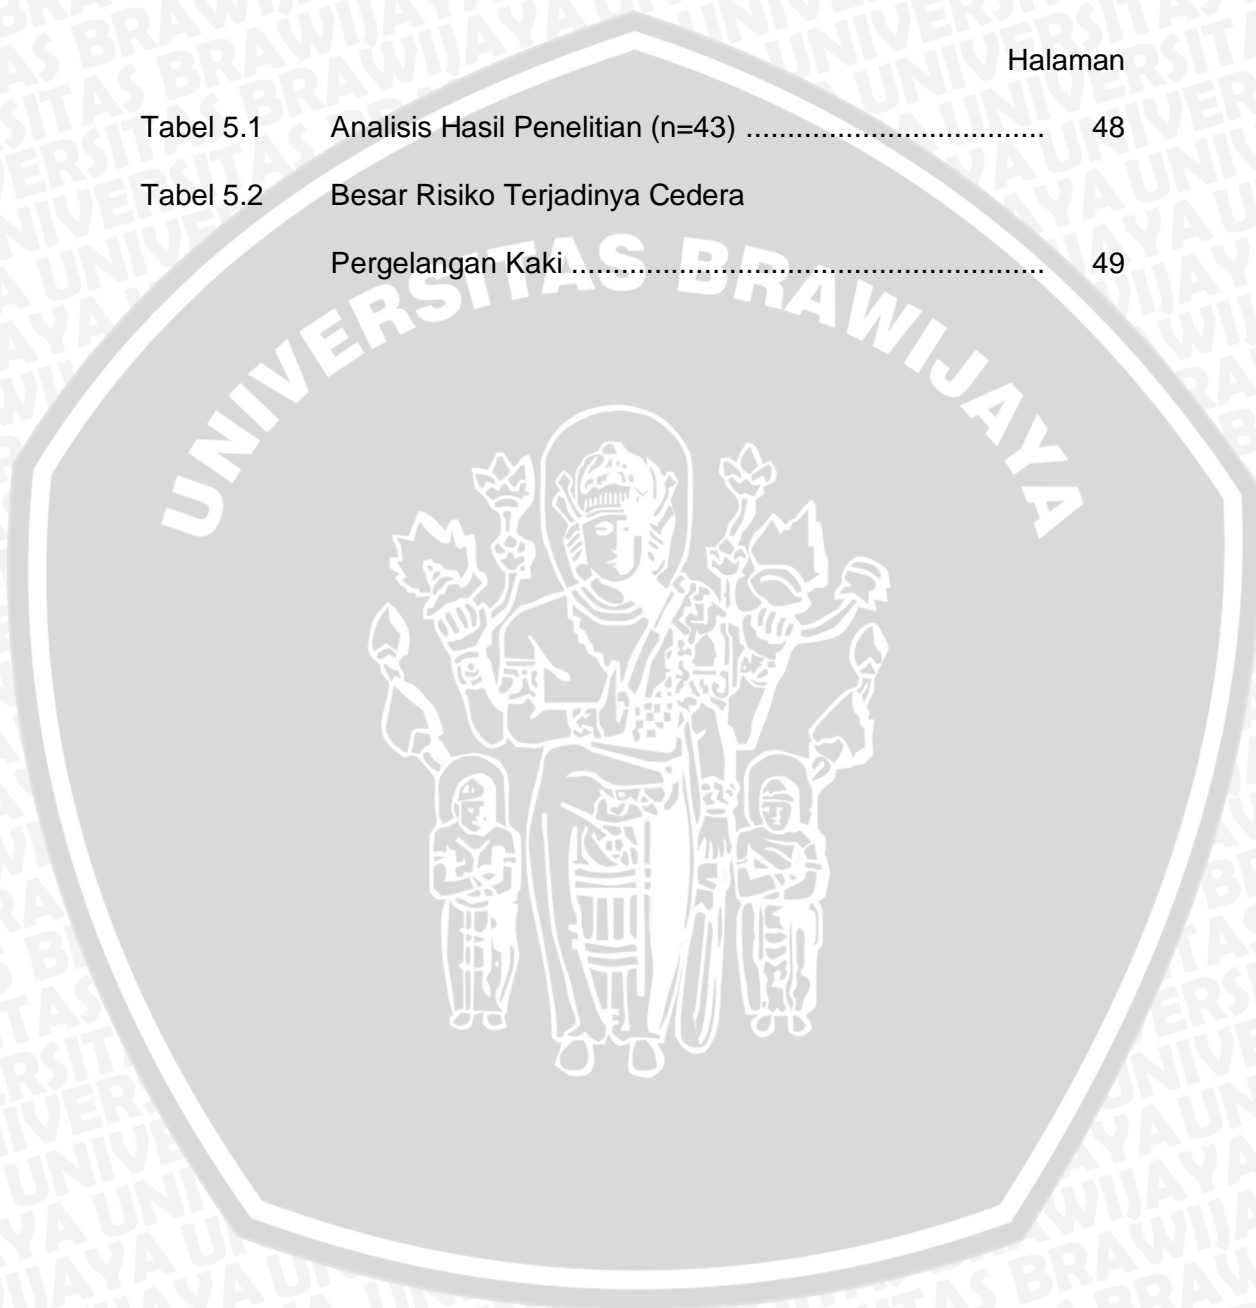 Halaman
Tabel 5.1 Analisis Hasil Penelitian (n=43) .................................... 48
Tabel 5.2 Besar Risiko Terjadinya Cedera
Pergelangan Kaki ......................................................... 49
UNIVERSITAS BRAWIJAYA